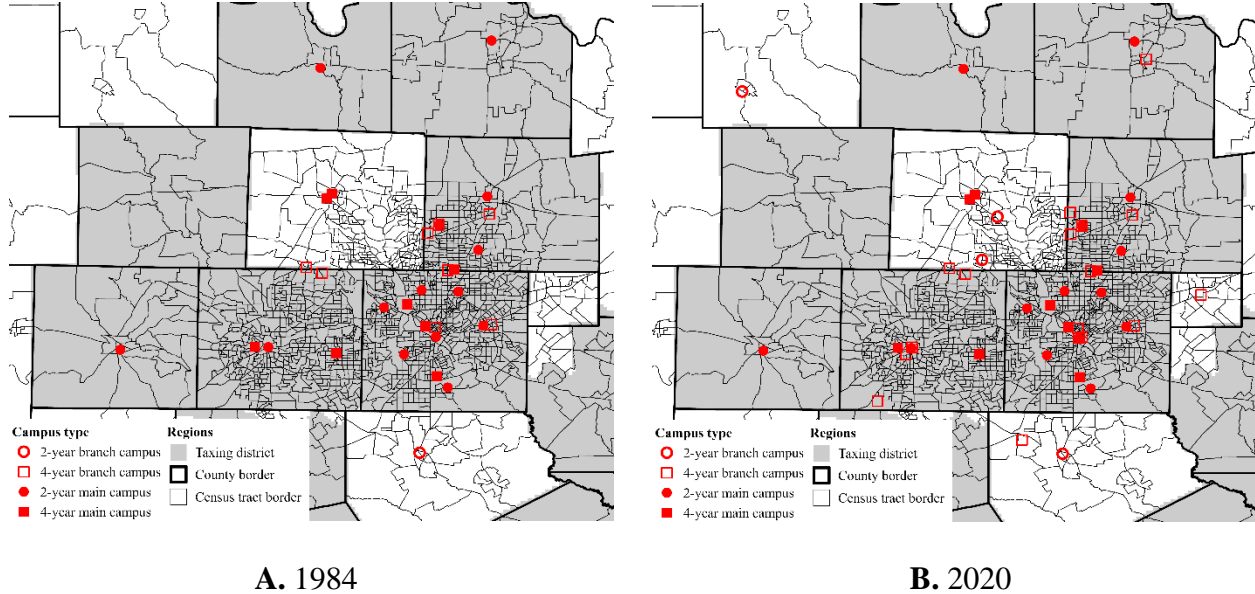 Campus type
2-year branch campus
4-year branch campus
2-year main campus
4-year main campus
Regions
Taxing district
County border
Census tract border
Campus type
2-year branch campus
4-year branch campus
2-year main campus
4-year main campus
Regions
Taxing district
County border
Census tract border
A. 1984
B. 2020